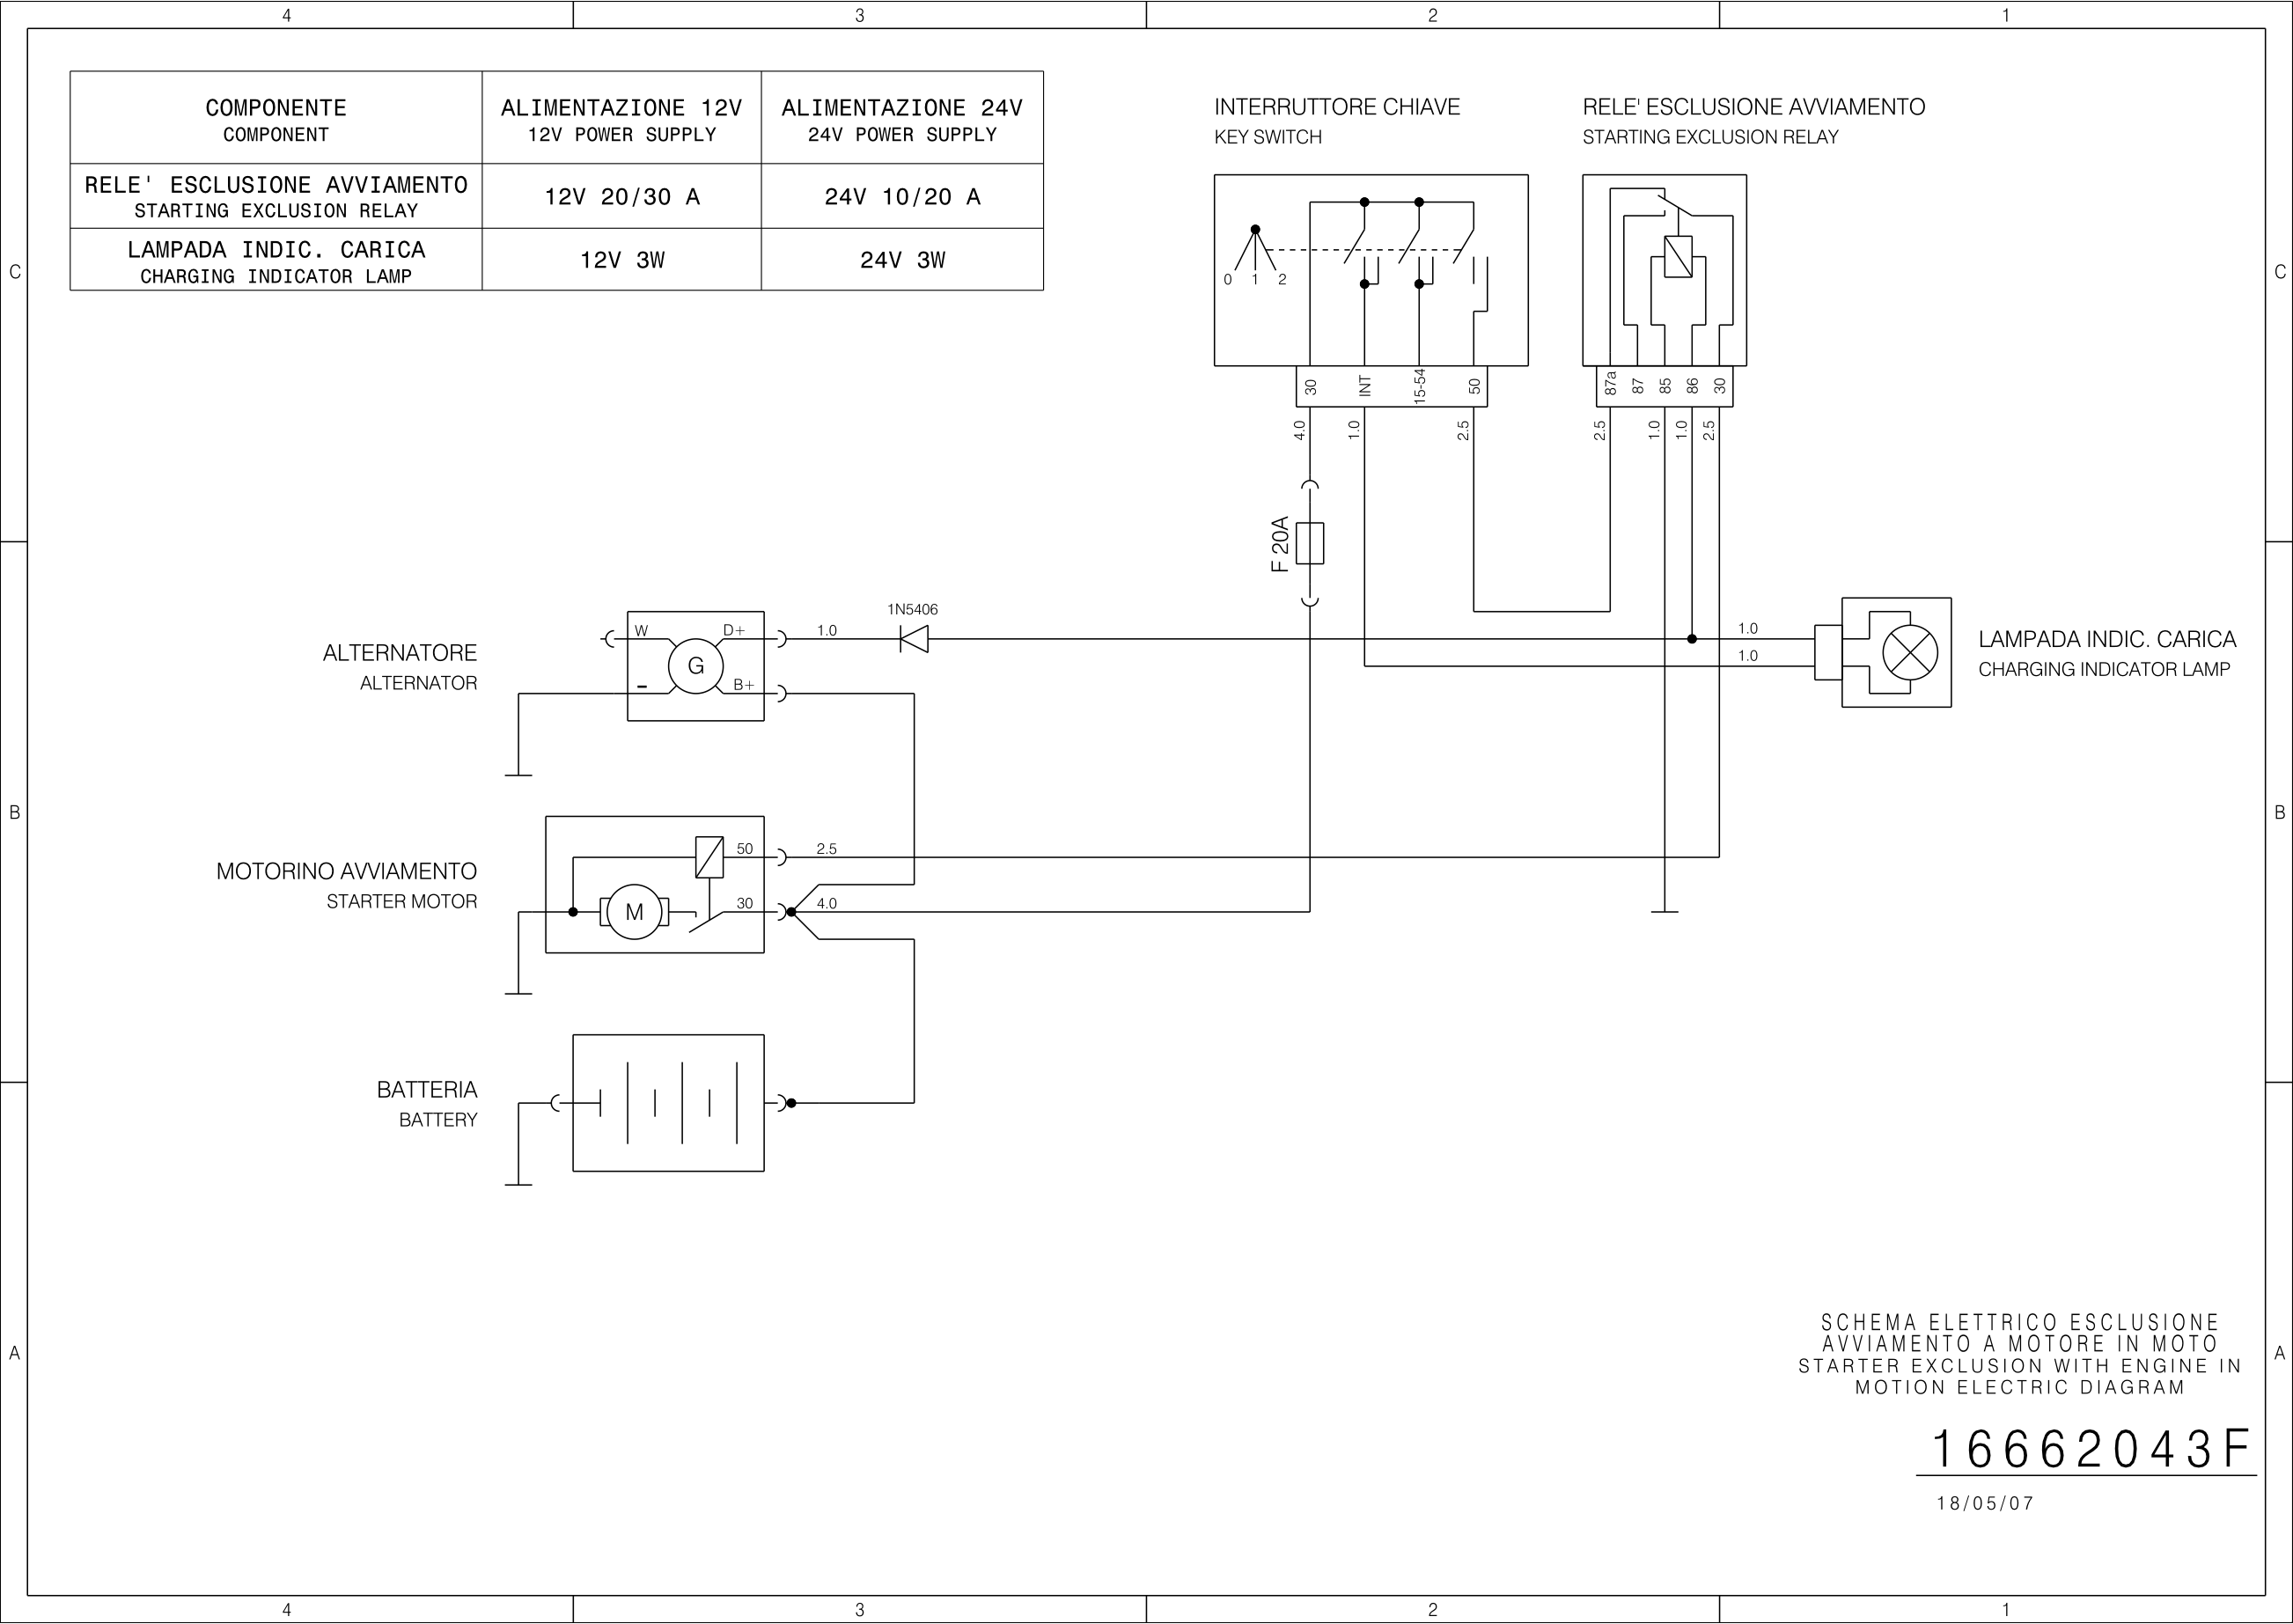 4 3 2 1
COMPONENTE
COMPONENT
ALIMENTAZIONE 12V
12V POWER SUPPLY
ALIMENTAZIONE 24V
24V POWER SUPPLY
RELE' ESCLUSIONE AVVIAMENTO
STARTING EXCLUSION RELAY
12V 20/30 A
24V 10/20 A
LAMPADA INDIC. CARICA
CHARGING INDICATOR LAMP
12V 3W
24V 3W
INTERRUTTORE CHIAVE
KEY SWITCH
RELE' ESCLUSIONE AVVIAMENTO
STARTING EXCLUSION RELAY
C
C
0 1 2
30
INT
15-54
50
87a
87
85
86
30
4.0
1.0
2.5
2.5
1.0
1.0
2.5
F 20A
1N5406
W
D+
1.0
G
–
B+
ALTERNATORE
ALTERNATOR
1.0
1.0
LAMPADA INDIC. CARICA
CHARGING INDICATOR LAMP
B
B
MOTORINO AVVIAMENTO
STARTER MOTOR
50
2.5
M
30
4.0
BATTERIA
BATTERY
A
A
SCHEMA ELETTRICO ESCLUSIONE
AVVIAMENTO A MOTORE IN MOTO
STARTER EXCLUSION WITH ENGINE IN
MOTION ELECTRIC DIAGRAM
16662043F
18/05/07
4 3 2 1